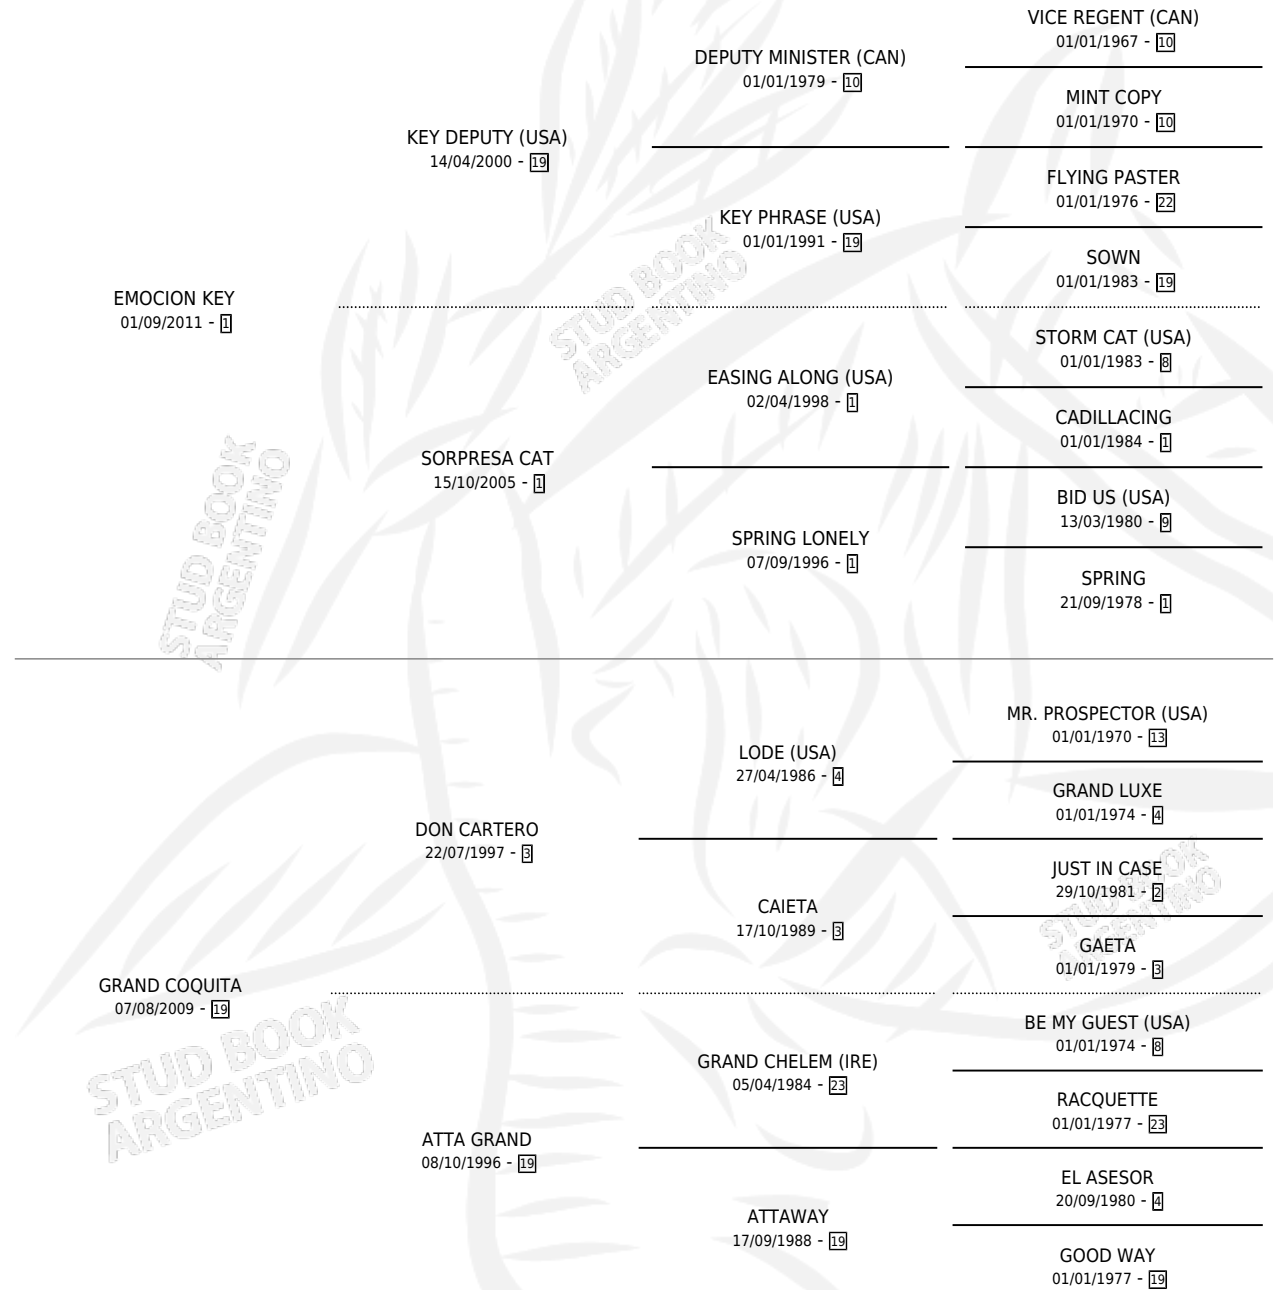 VICE REGENT (CAN)
01/01/1967 - 10
DEPUTY MINISTER (CAN)
01/01/1979 - 10
MINT COPY
01/01/1970 - 10
KEY DEPUTY (USA)
14/04/2000 - 19
FLYING PASTER
01/01/1976 - 22
KEY PHRASE (USA)
01/01/1991 - 19
SOWN
01/01/1983 - 19
EMOCION KEY
01/09/2011 - 1
STORM CAT (USA)
01/01/1983 - 8
EASING ALONG (USA)
02/04/1998 - 1
CADILLACING
01/01/1984 - 1
SORPRESA CAT
15/10/2005 - 1
BID US (USA)
13/03/1980 - 9
SPRING LONELY
07/09/1996 - 1
SPRING
21/09/1978 - 1
MR. PROSPECTOR (USA)
01/01/1970 - 13
LODE (USA)
27/04/1986 - 4
GRAND LUXE
01/01/1974 - 4
DON CARTERO
22/07/1997 - 3
JUST IN CASE
29/10/1981 - 2
CAIETA
17/10/1989 - 3
GAETA
01/01/1979 - 3
GRAND COQUITA
07/08/2009 - 19
BE MY GUEST (USA)
01/01/1974 - 8
GRAND CHELEM (IRE)
05/04/1984 - 23
RACQUETTE
01/01/1977 - 23
ATTA GRAND
08/10/1996 - 19
EL ASESOR
20/09/1980 - 4
ATTAWAY
17/09/1988 - 19
GOOD WAY
01/01/1977 - 19
STUD BOOK
ARGENTINO
STUD BOOK
ARGENTINO
STUD BOOK
ARGENTINO
STUD BOOK
ARGENTINO